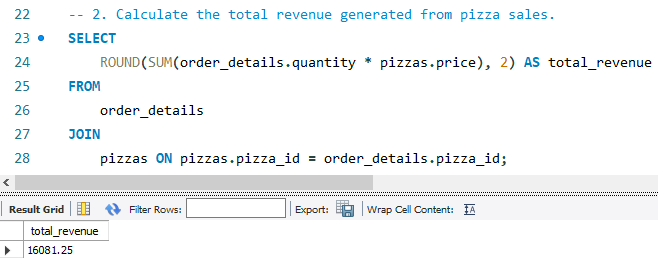 22 -- 2. Calculate the total revenue generated from pizza sales.
23 SELECT
24 ROUND(SUM(order_details.quantity * pizzas.price), 2) AS total_revenue
25 FROM
26 order_details
27 JOIN
28 pizzas ON pizzas.pizza_id = order_details.pizza_id;
Result Grid Filter Rows: Export: Wrap Cell Content:
total_revenue
16081.25